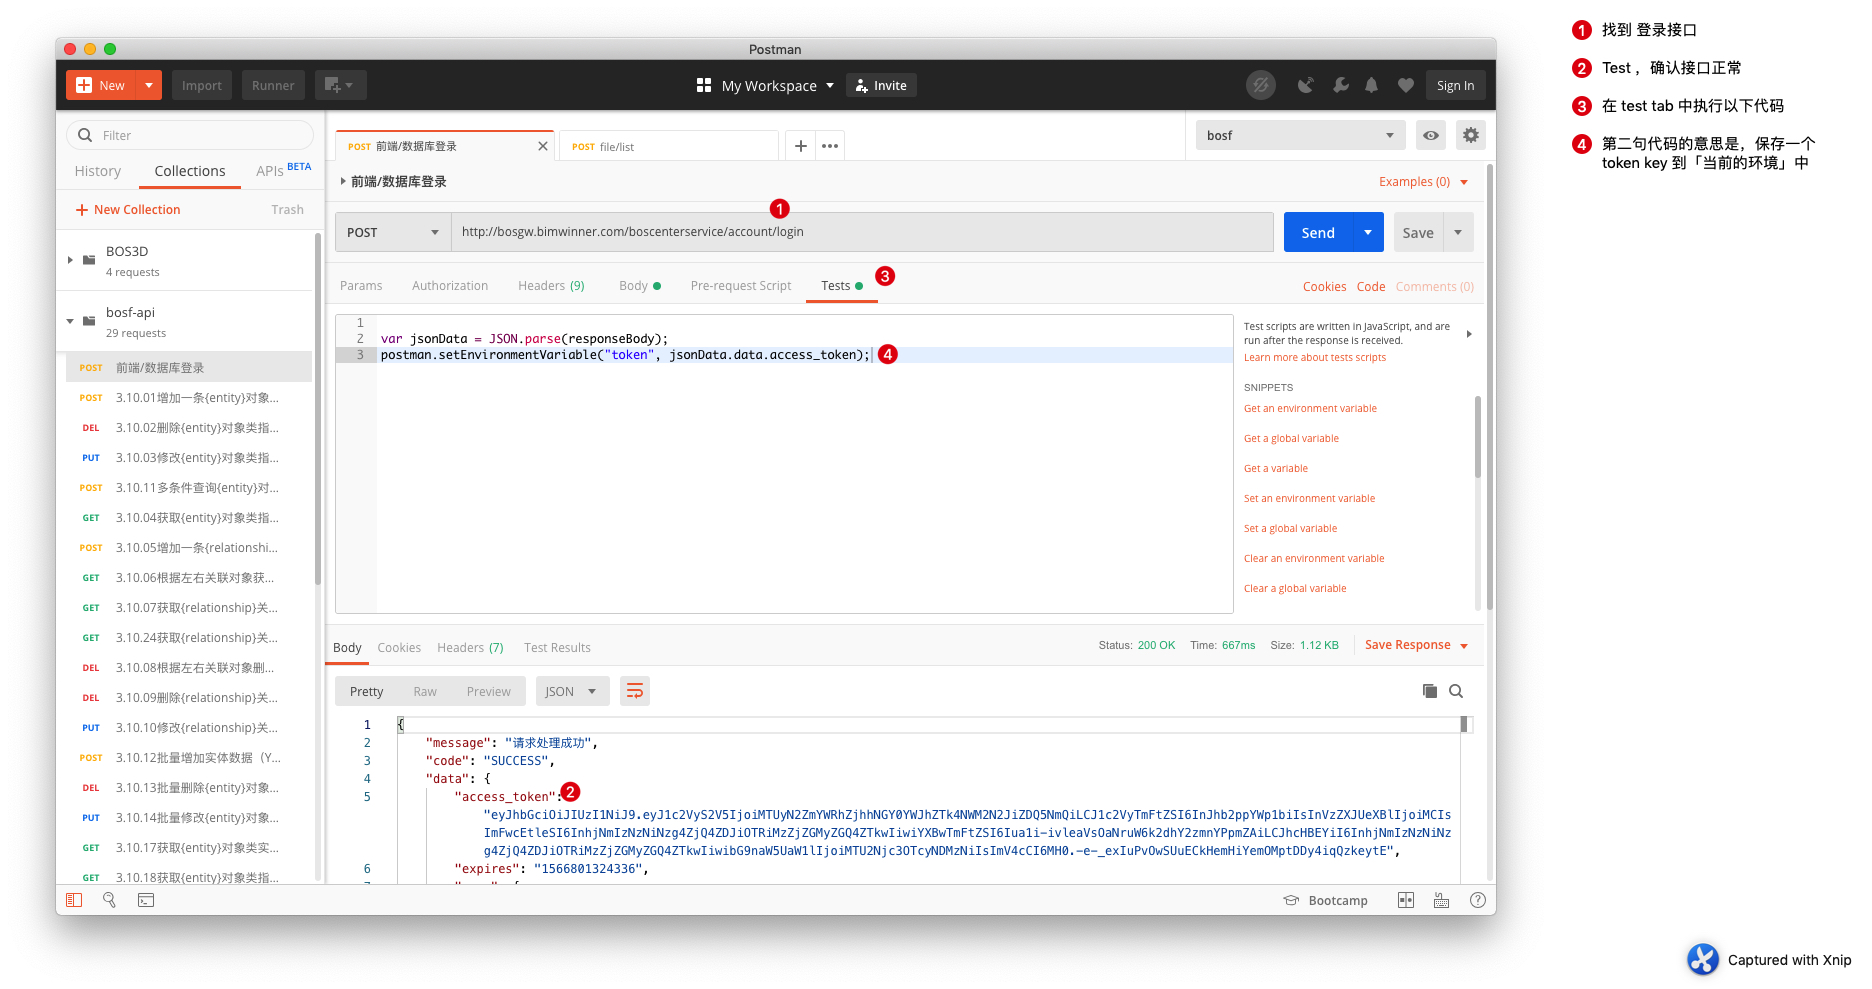 Postman
New
Import
Runner
My Workspace
Invite
Sign In
Filter
History
Collections
APIs BETA
New Collection
Trash
BOS3D
4 requests
bosf-api
29 requests
POST 前端/数据库登录
POST 3.10.01增加一条{entity}对象...
DEL 3.10.02删除{entity}对象类指...
PUT 3.10.03修改{entity}对象类指...
POST 3.10.11多条件查询{entity}对...
GET 3.10.04获取{entity}对象类指...
POST 3.10.05增加一条{relationshi...
GET 3.10.06根据左右关联对象获...
GET 3.10.07获取{relationship}关...
GET 3.10.24获取{relationship}关...
DEL 3.10.08根据左右关联对象删...
DEL 3.10.09删除{relationship}关...
PUT 3.10.10修改{relationship}关...
POST 3.10.12批量增加实体数据（Y...
DEL 3.10.13批量删除{entity}对象...
PUT 3.10.14批量修改{entity}对象...
GET 3.10.17获取{entity}对象类实...
GET 3.10.18获取{entity}对象类指...
POST 前端/数据库登录
POST file/list
bosf
前端/数据库登录
Examples (0)
1
POST
http://bosgw.bimwinner.com/boscenterservice/account/login
Send
Save
Params
Authorization
Headers (9)
Body
Pre-request Script
Tests
3
Cookies
Code
Comments (0)
1
2 var jsonData = JSON.parse(responseBody);
3 postman.setEnvironmentVariable("token", jsonData.data.access_token); 4
Test scripts are written in JavaScript, and are
run after the response is received.
Learn more about tests scripts
SNIPPETS
Get an environment variable
Get a global variable
Get a variable
Set an environment variable
Set a global variable
Clear an environment variable
Clear a global variable
Body
Cookies
Headers (7)
Test Results
Status: 200 OK
Time: 667ms
Size: 1.12 KB
Save Response
Pretty
Raw
Preview
JSON
1 {
2 "message": "请求处理成功",
3 "code": "SUCCESS",
4 "data": {
5 "access_token": 2
"eyJhbGciOiJIUzI1NiJ9.eyJ1c2VyS2V5IjoiMTUyN2ZmYWRhZjhhNGY0YWJhZTk4NWM2N2JiZDQ5NmQiLCJ1c2VyTmFtZSI6InJhb2ppYWp1biIsInVzZXJUeXBlIjoiMCIs
ImFwcEtleSI6InhjNmIzNzNiNzg4ZjQ4ZDJiOTRiMzZjZGMyZGQ4ZTkwIiwiYXBwTmFtZSI6Iua1i-ivleaVsOaNruW6k2dhY2zmnYPpmZAiLCJhcHBEYiI6InhjNmIzNzNiNz
g4ZjQ4ZDJiOTRiMzZjZGMyZGQ4ZTkwIiwibG9naW5UaW1lIjoiMTU2Njc3OTcyNDMzNiIsImV4cCI6MH0.-e-_exIuPvOwSUuECkHemHiYemOMptDDy4iqQzkeytE",
6 "expires": "1566801324336",
Bootcamp
1 找到 登录接口
2 Test ，确认接口正常
3 在 test tab 中执行以下代码
4 第二句代码的意思是，保存一个
token key 到「当前的环境」中
Captured with Xnip